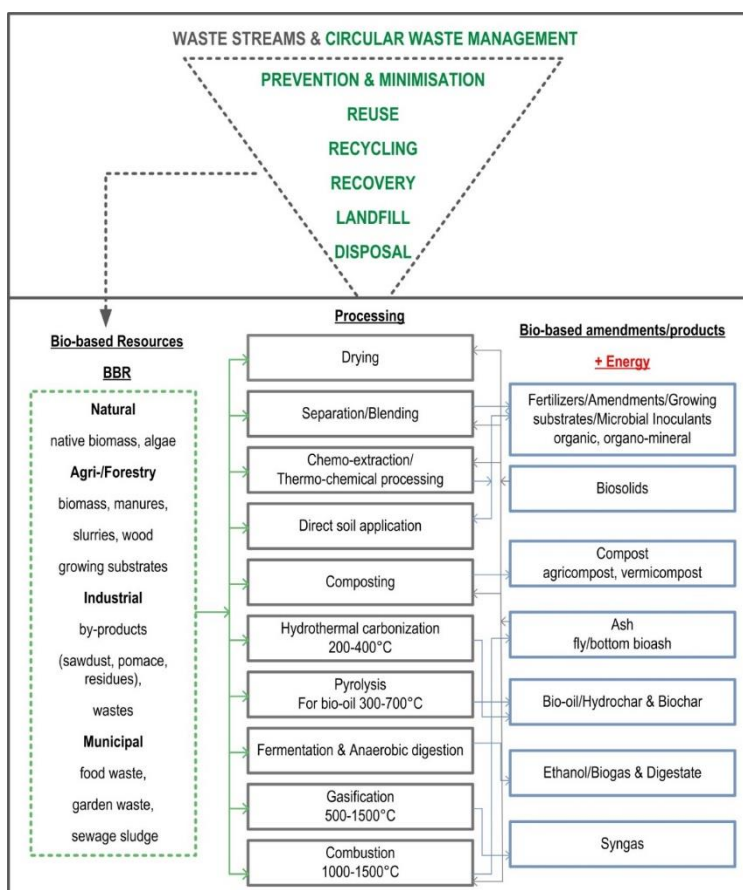 WASTE STREAMS & CIRCULAR WASTE MANAGEMENT
PREVENTION & MINIMISATION
REUSE
RECYCLING
RECOVERY
LANDFILL
DISPOSAL
Bio-based Resources
BBR
Natural
native biomass, algae
Agri-/Forestry
biomass, manures,
slurries, wood
growing substrates
Industrial
by-products
(sawdust, pomace,
residues),
wastes
Municipal
food waste,
garden waste,
sewage sludge
Processing
Drying
Separation/Blending
Chemo-extraction/
Thermo-chemical processing
Direct soil application
Composting
Hydrothermal carbonization
200-400°C
Pyrolysis
For bio-oil 300-700°C
Fermentation & Anaerobic digestion
Gasification
500-1500°C
Combustion
1000-1500°C
Bio-based amendments/products
+ Energy
Fertilizers/Amendments/Growing
substrates/Microbial Inoculants
organic, organo-mineral
Biosolids
Compost
agricompost, vermicompost
Ash
fly/bottom bioash
Bio-oil/Hydrochar & Biochar
Ethanol/Biogas & Digestate
Syngas